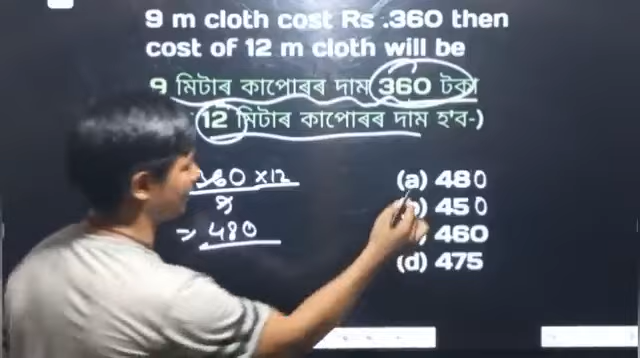 9 m cloth cost Rs .360 then
cost of 12 m cloth will be
9 মিটাৰ কাপোৰৰ দাম 360 টকা
12 মিটাৰ কাপোৰৰ দাম হ'ব-)
360 ×12
9
= 480
(a) 480
450
460
(d) 475